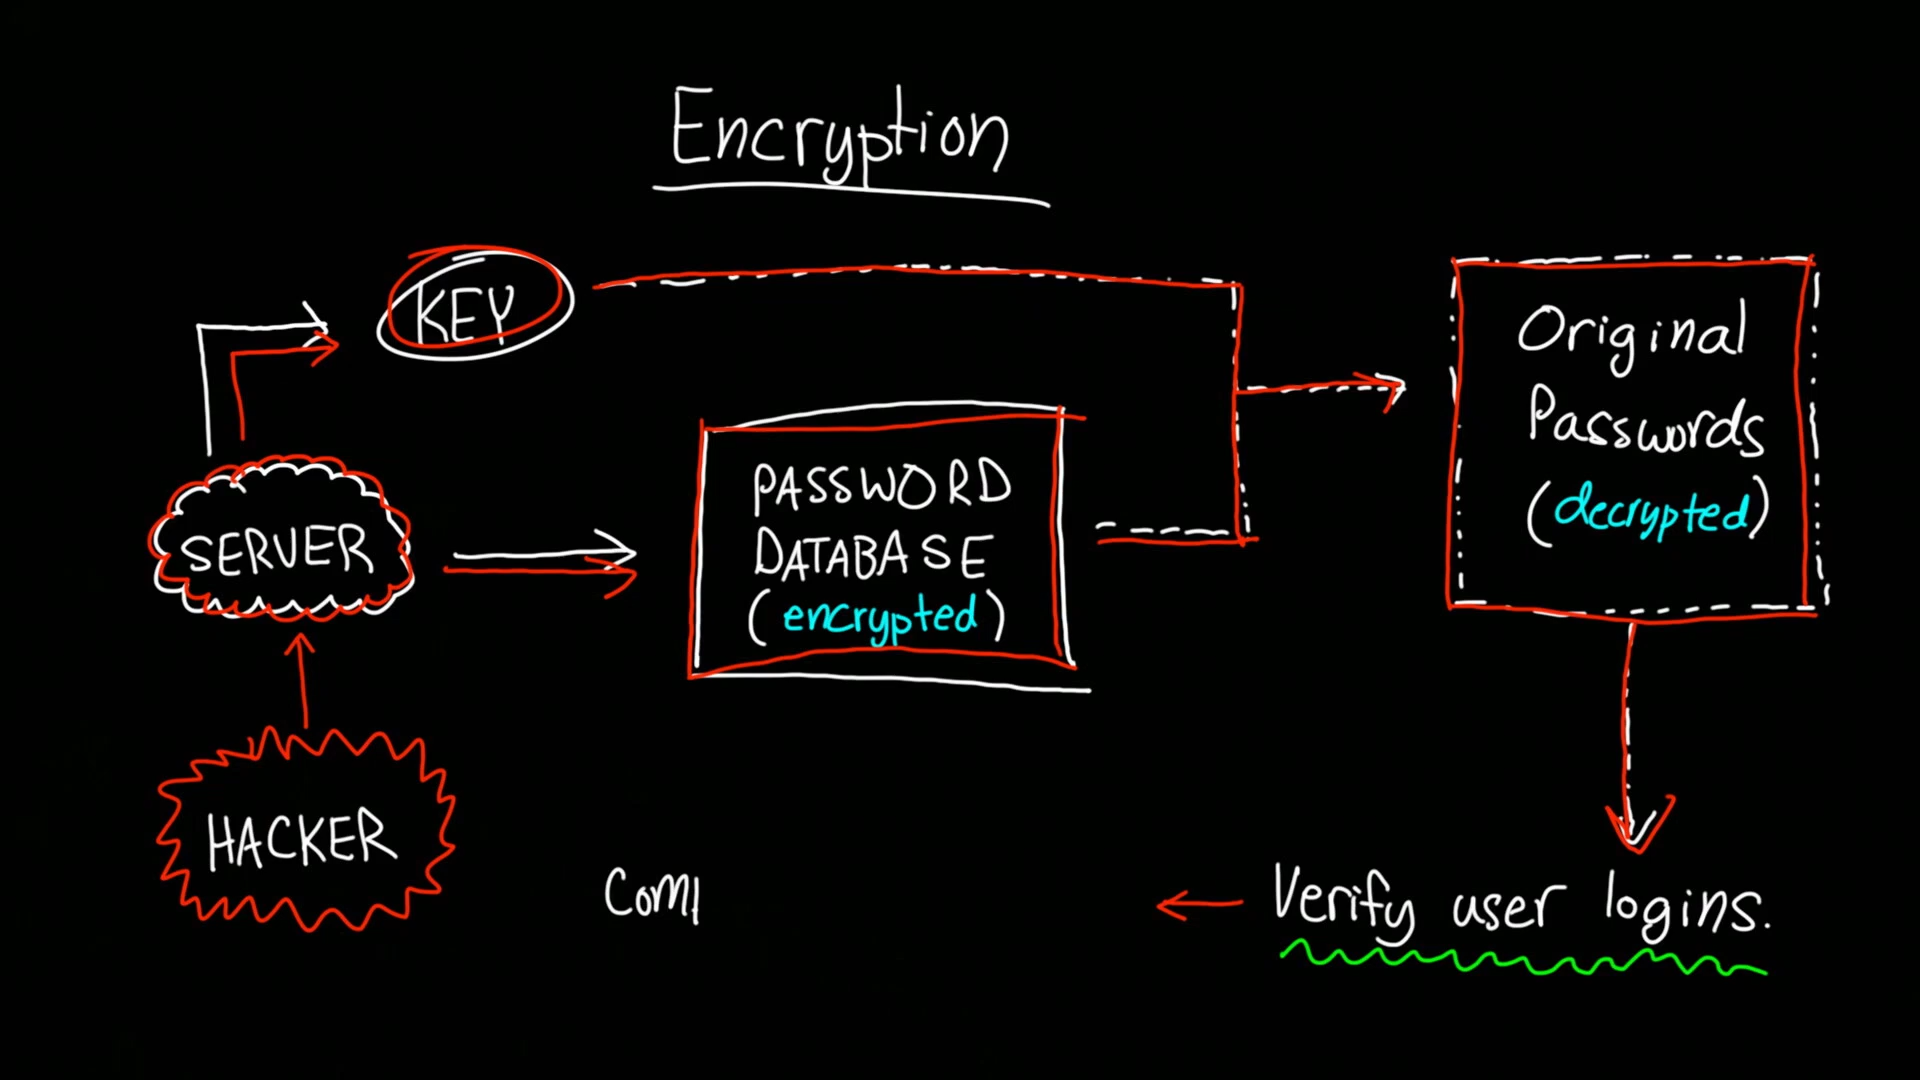 Encryption
KEY
SERVER
PASSWORD
DATABASE
(encrypted)
Original
Passwords
(decrypted)
HACKER
Verify user logins.